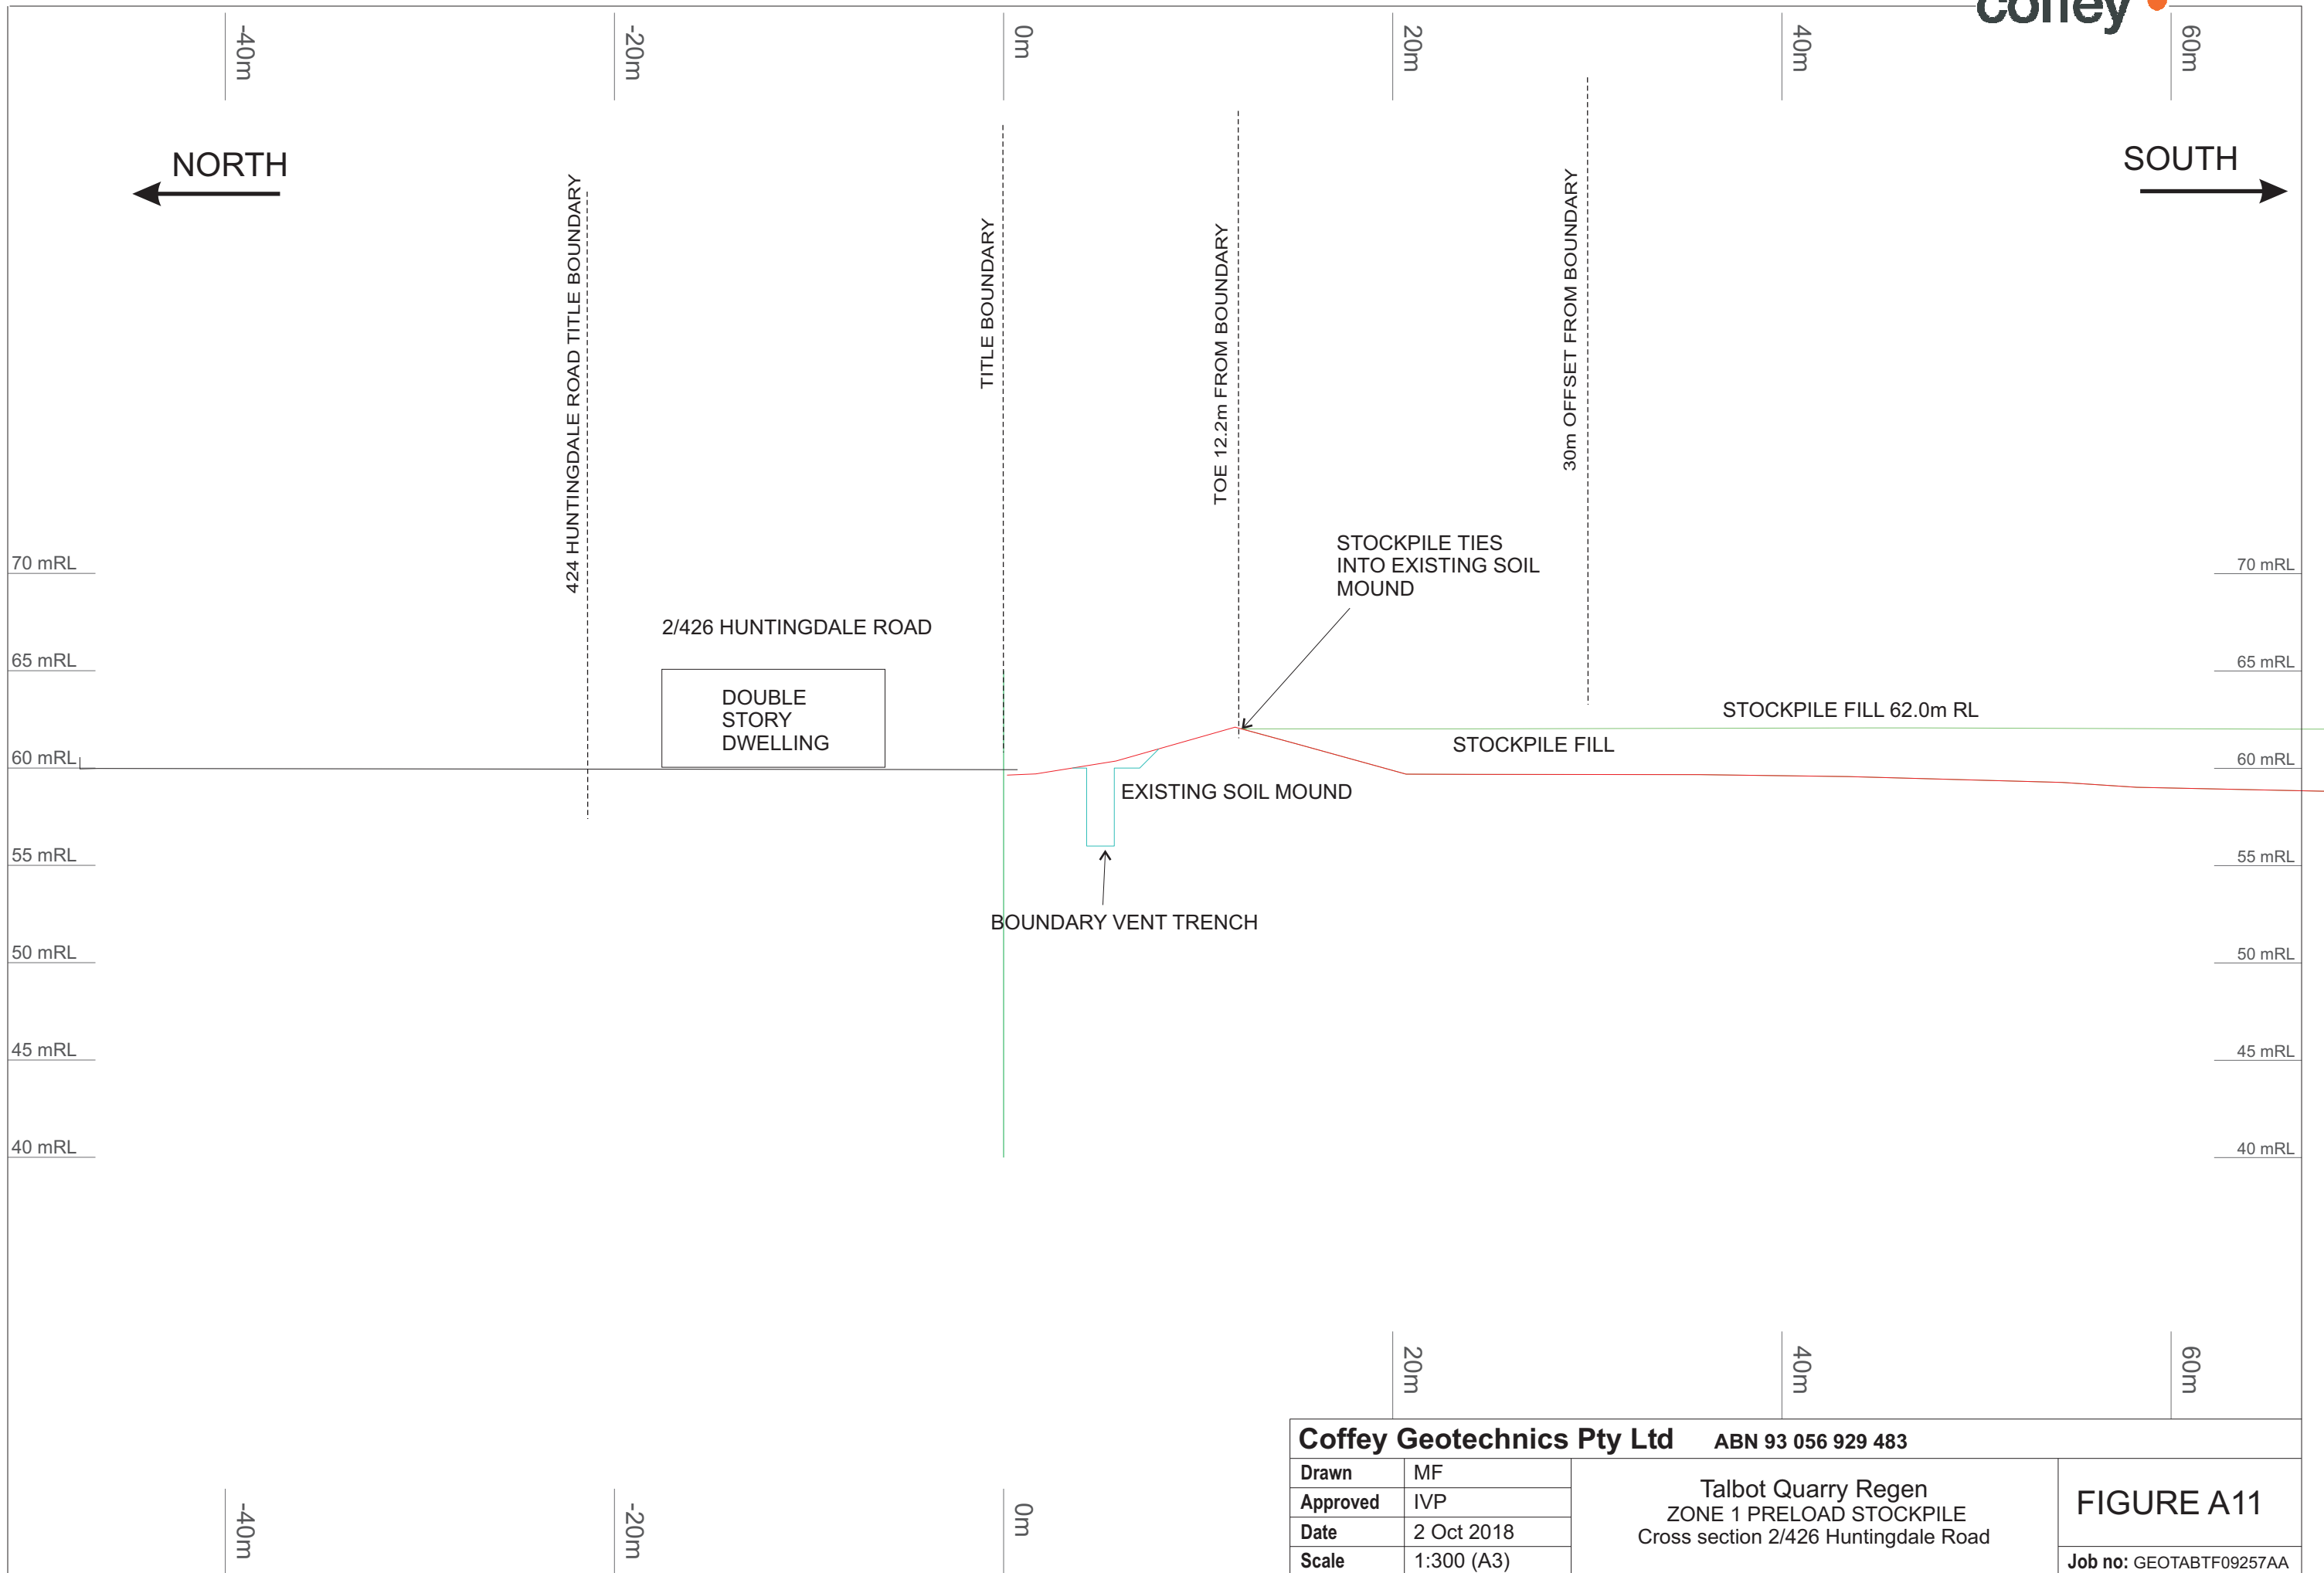 coffey
-40m
-20m
0m
20m
40m
60m
NORTH
SOUTH
424 HUNTINGDALE ROAD TITLE BOUNDARY
TITLE BOUNDARY
TOE 12.2m FROM BOUNDARY
30m OFFSET FROM BOUNDARY
STOCKPILE TIES
INTO EXISTING SOIL
MOUND
70 mRL
70 mRL
2/426 HUNTINGDALE ROAD
65 mRL
65 mRL
DOUBLE
STORY
DWELLING
STOCKPILE FILL 62.0m RL
STOCKPILE FILL
60 mRL
60 mRL
EXISTING SOIL MOUND
55 mRL
55 mRL
BOUNDARY VENT TRENCH
50 mRL
50 mRL
45 mRL
45 mRL
40 mRL
40 mRL
20m
40m
60m
-40m
-20m
0m
Coffey Geotechnics Pty Ltd ABN 93 056 929 483
Drawn MF
Approved IVP
Date 2 Oct 2018
Scale 1:300 (A3)
Talbot Quarry Regen
ZONE 1 PRELOAD STOCKPILE
Cross section 2/426 Huntingdale Road
FIGURE A11
Job no: GEOTABTF09257AA